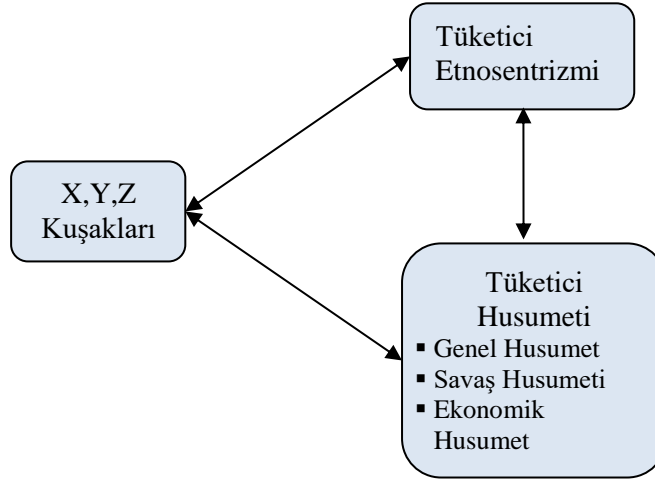 Tüketici
Etnosentrizmi
X,Y,Z
Kuşakları
Tüketici
Husumeti
▪ Genel Husumet
▪ Savaş Husumeti
▪ Ekonomik
Husumet